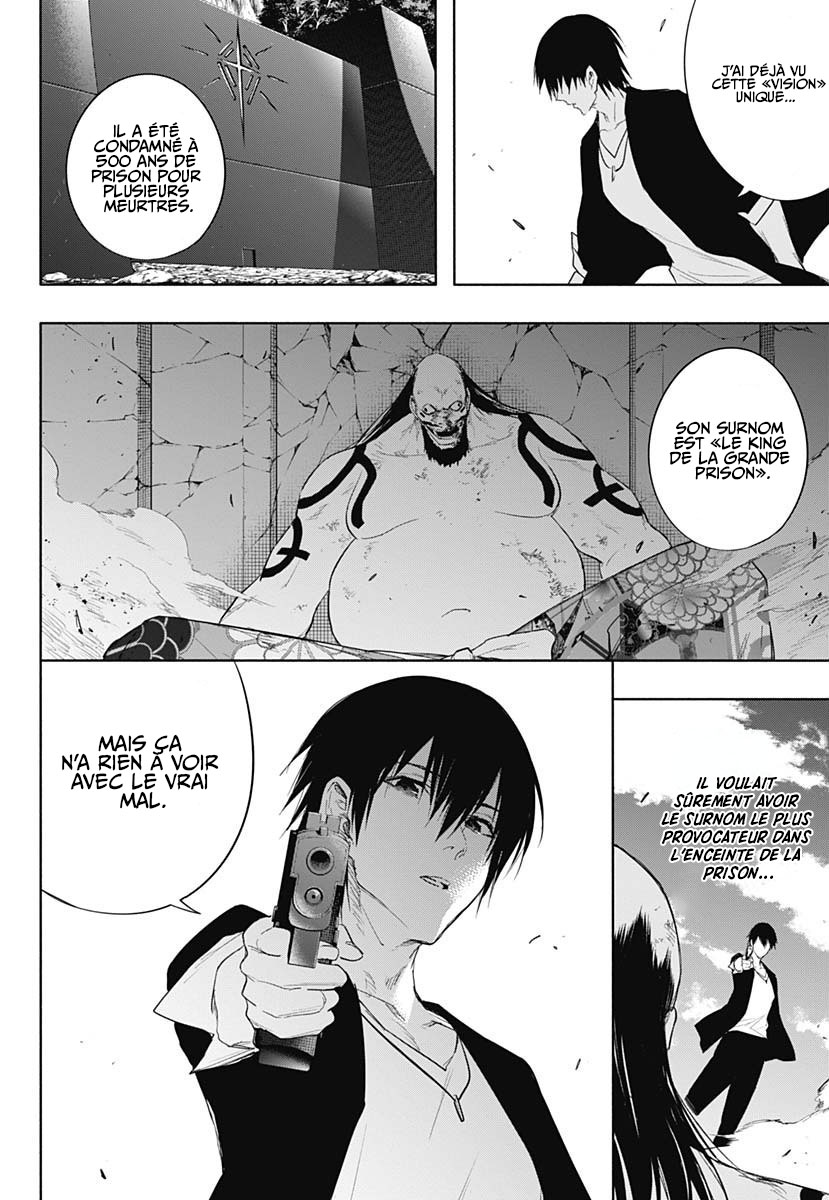 J'AI DÉJÀ VU
CETTE «VISION»
UNIQUE...
IL A ÉTÉ
CONDAMNÉ À
500 ANS DE
PRISON POUR
PLUSIEURS
MEURTRES.
SON SURNOM
EST «LE KING
DE LA GRANDE
PRISON».
IL VOULAIT
SÛREMENT AVOIR
LE SURNOM LE PLUS
PROVOCATEUR DANS
L'ENCEINTE DE LA
PRISON...
MAIS ÇA
N'A RIEN À VOIR
AVEC LE VRAI
MAL.